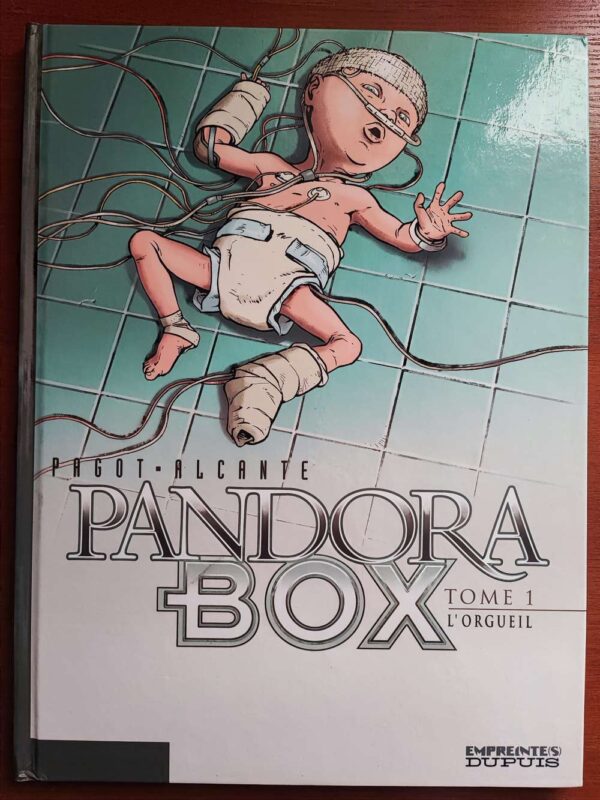 PAGOT - ALCANTE
PANDORA
BOX
TOME 1
L'ORGUEIL
EMPREINTE(S)
DUPUIS